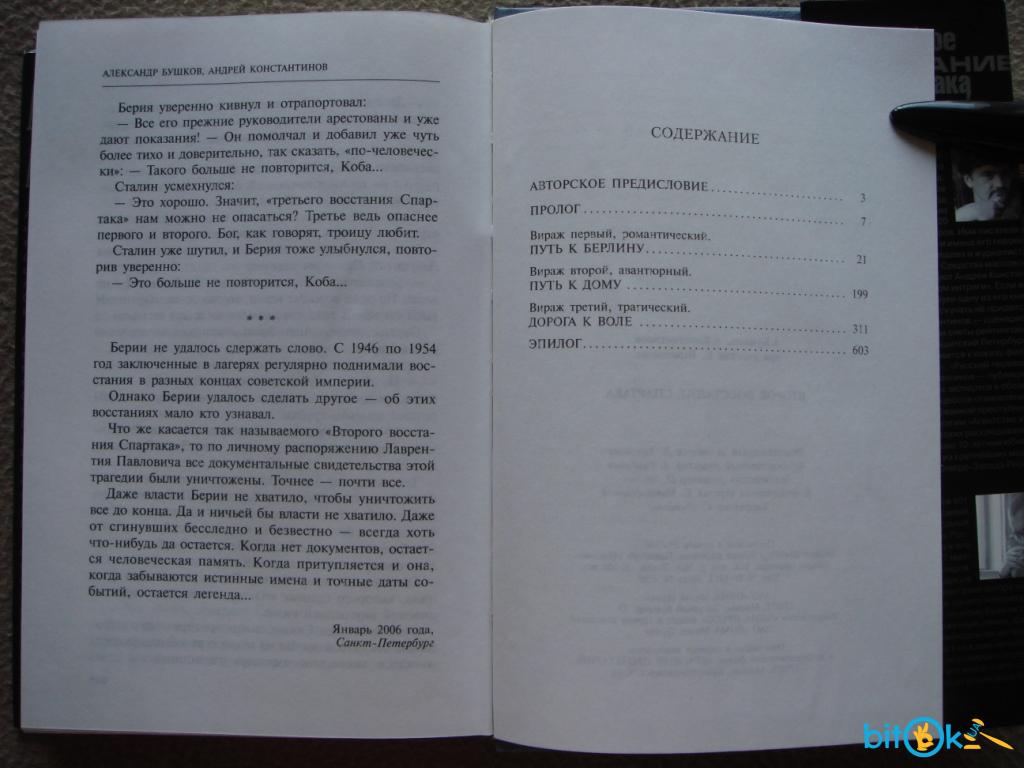 АЛЕКСАНДР БУШКОВ, АНДРЕЙ КОНСТАНТИНОВ
Берия уверенно кивнул и отрапортовал:
— Все его прежние руководители арестованы и уже
дают показания! — Он помолчал и добавил уже чуть
более тихо и доверительно, так сказать, «по-человечес-
ки»: — Такого больше не повторится, Коба...
Сталин усмехнулся:
— Это хорошо. Значит, «третьего восстания Спар-
така» нам можно не опасаться? Третье ведь опаснее
первого и второго. Бог, как говорят, троицу любит.
Сталин уже шутил, и Берия тоже улыбнулся, повто-
рив уверенно:
— Это больше не повторится, Коба...
* * *
Берии не удалось сдержать слово. С 1946 по 1954
год заключенные в лагерях регулярно поднимали вос-
стания в разных концах советской империи.
Однако Берии удалось сделать другое — об этих
восстаниях мало кто узнавал.
Что же касается так называемого «Второго восста-
ния Спартака», то по личному распоряжению Лаврен-
тия Павловича все документальные свидетельства этой
трагедии были уничтожены. Точнее — почти все.
Даже власти Берии не хватило, чтобы уничтожить
все до конца. Да и ничьей бы власти не хватило. Даже
от сгинувших бесследно и безвестно — всегда хоть
что-нибудь да остается. Когда нет документов, остает-
ся человеческая память. Когда притупляется и она,
когда забываются истинные имена и точные даты со-
бытий, остается легенда...
Январь 2006 года,
Санкт-Петербург
СОДЕРЖАНИЕ
АВТОРСКОЕ ПРЕДИСЛОВИЕ 3
ПРОЛОГ 7
Вираж первый, романтический.
ПУТЬ К БЕРЛИНУ 21
Вираж второй, авантюрный.
ПУТЬ К ДОМУ 199
Вираж третий, трагический.
ДОРОГА К ВОЛЕ 311
ЭПИЛОГ 603
bitOk.UA